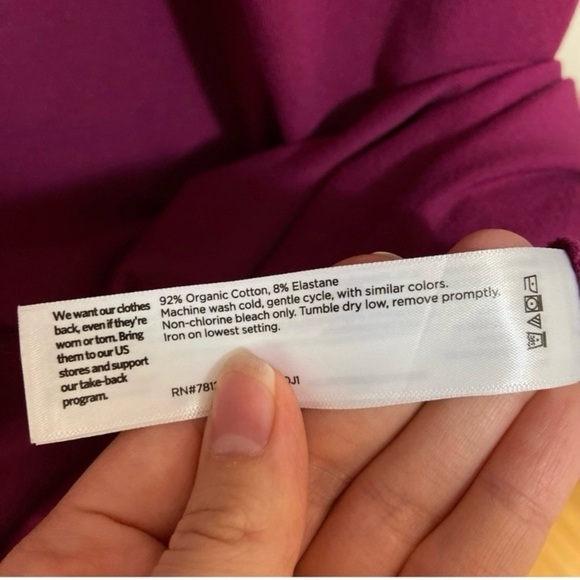 We want our clothes
back, even if they're
worn or torn. Bring
them to our US
stores and support
our take-back
program.
92% Organic Cotton, 8% Elastane
Machine wash cold, gentle cycle, with similar colors.
Non-chlorine bleach only. Tumble dry low, remove promptly.
Iron on lowest setting.